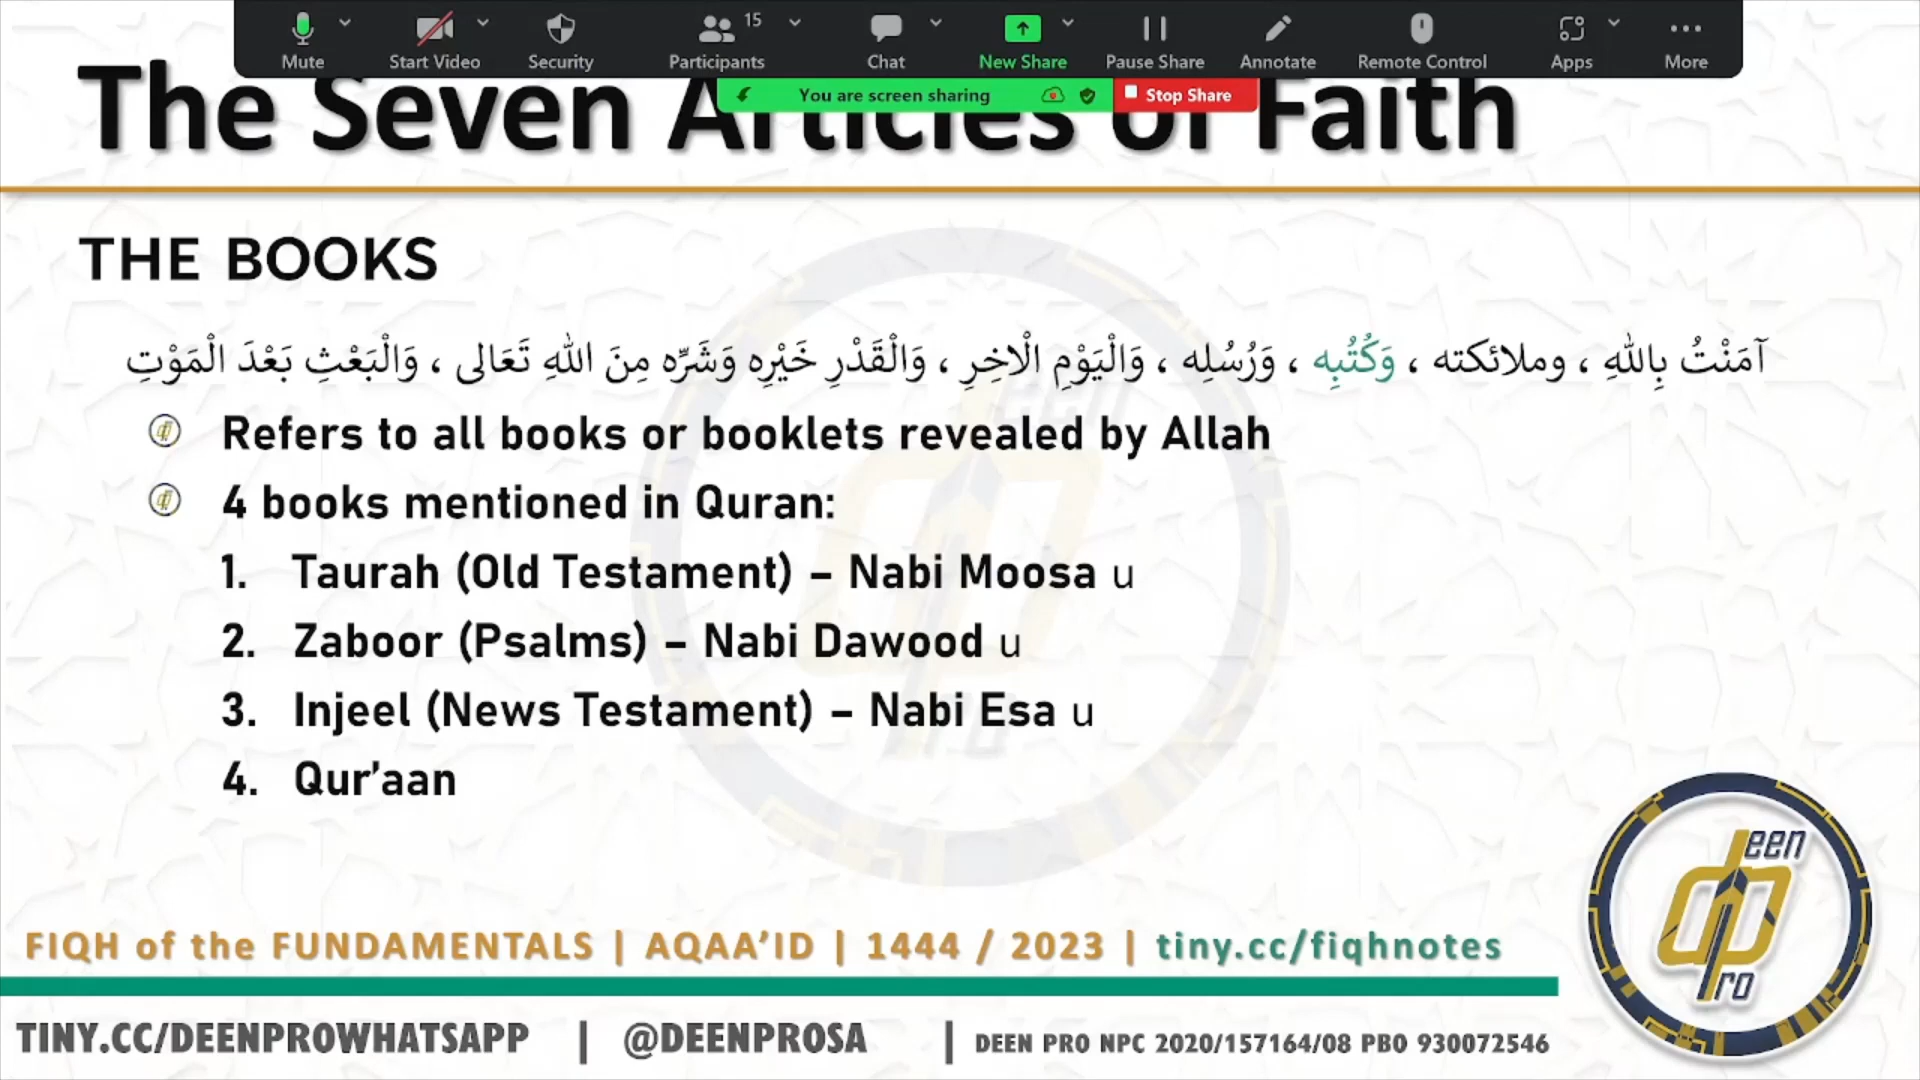 Mute
Start Video
Security
Participants
15
Chat
New Share
Pause Share
Annotate
Remote Control
Apps
More
You are screen sharing
Stop Share
The Seven Articles of Faith
THE BOOKS
آمَنْتُ بِاللهِ ، وملائكته ، وَكُتُبِه ، وَرُسُلِه ، وَالْيَوْمِ الْاخِرِ ، وَالْقَدْرِ خَيْرِه وَشَرِّه مِنَ اللهِ تَعَالى ، وَالْبَعْثِ بَعْدَ الْمَوْتِ
Refers to all books or booklets revealed by Allah
4 books mentioned in Quran:
1. Taurah (Old Testament) – Nabi Moosa u
2. Zaboor (Psalms) – Nabi Dawood u
3. Injeel (News Testament) – Nabi Esa u
4. Qur’aan
een
ro
FIQH of the FUNDAMENTALS | AQAA’ID | 1444 / 2023 | tiny.cc/fiqhnotes
TINY.CC/DEENPROWHATSAPP | @DEENPROSA | DEEN PRO NPC 2020/157164/08 PBO 930072546